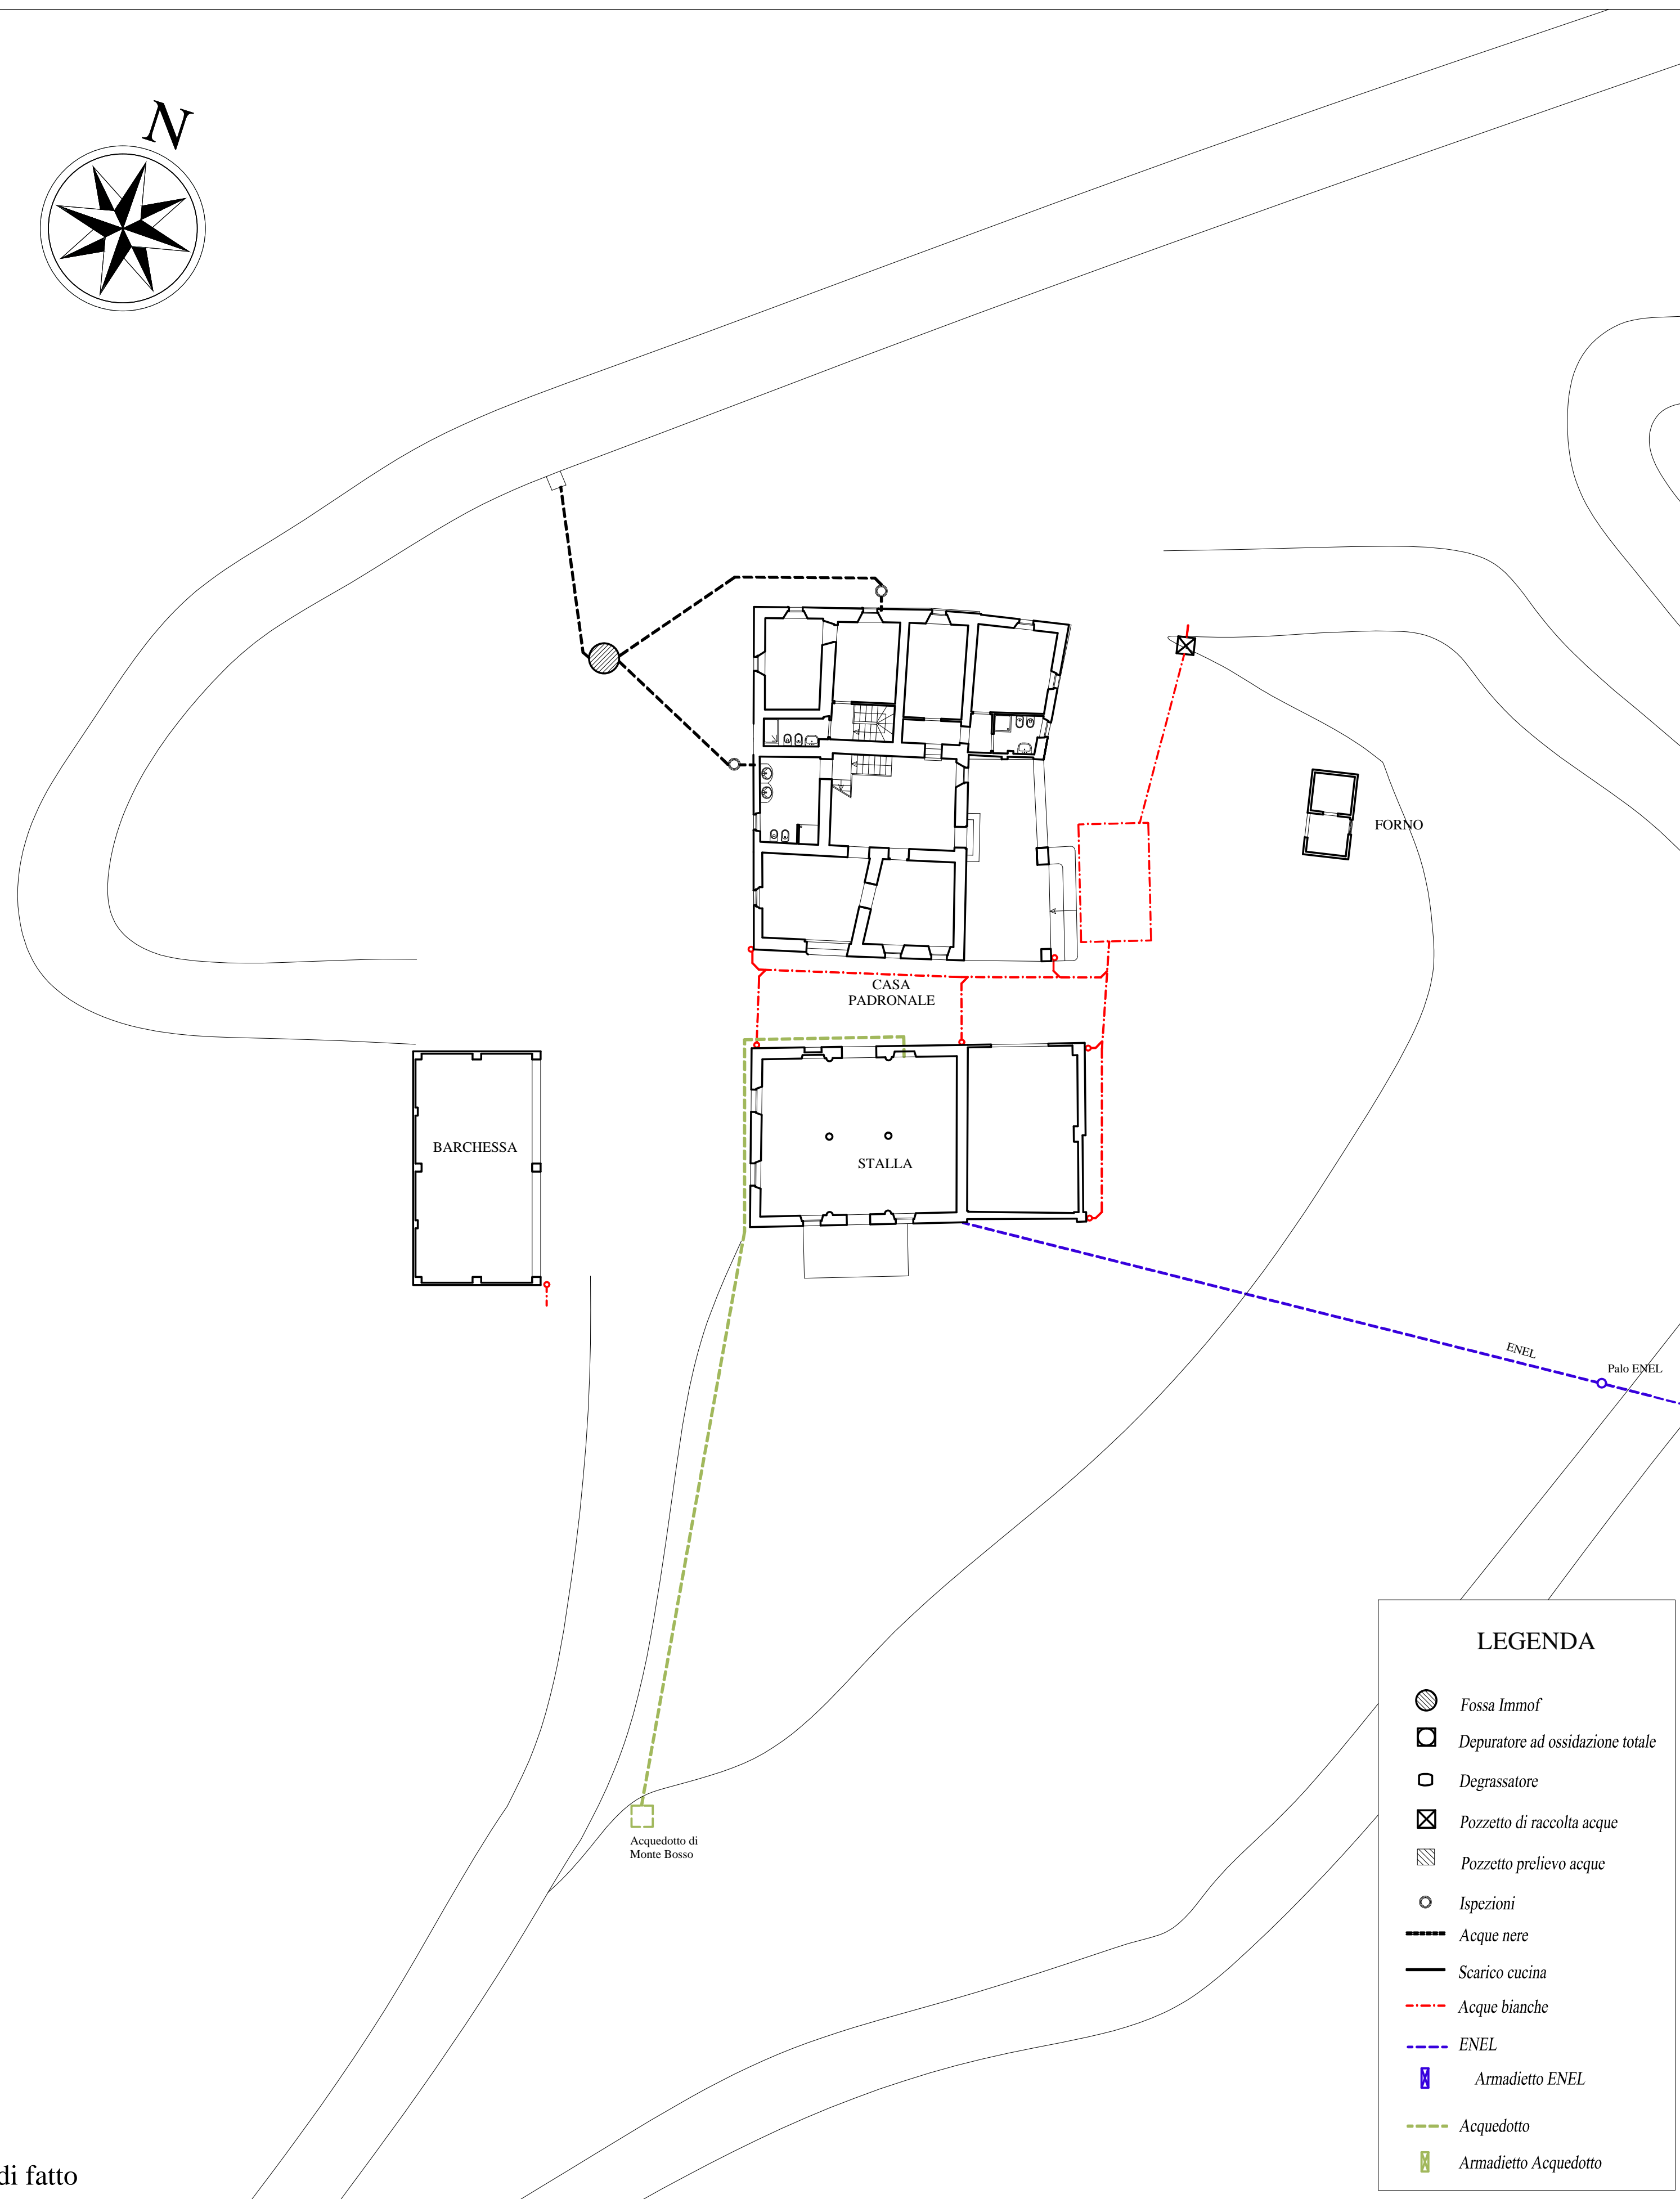 N
FORNO
CASA
PADRONALE
BARCHESSA
STALLA
ENEL
Palo ENEL
Acquedotto di
Monte Bosso
LEGENDA
Fossa Immof
Depuratore ad ossidazione totale
Degrassatore
Pozzetto di raccolta acque
Pozzetto prelievo acque
Ispezioni
Acque nere
Scarico cucina
Acque bianche
ENEL
Armadietto ENEL
Acquedotto
Armadietto Acquedotto
di fatto